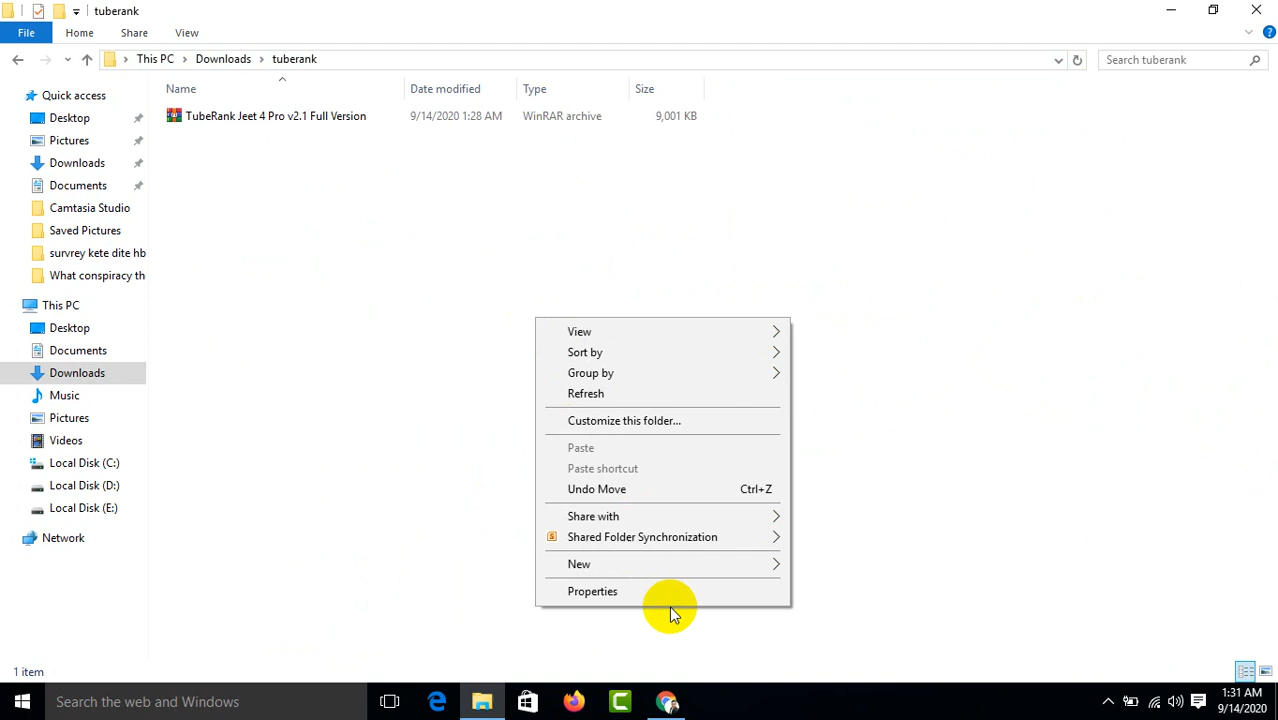 tuberank
File Home Share View
This PC Downloads tuberank Search tuberank
Name Date modified Type Size
TubeRank Jeet 4 Pro v2.1 Full Version 9/14/2020 1:28 AM WinRAR archive 9,001 KB
Quick access
Desktop
Pictures
Downloads
Documents
Camtasia Studio
Saved Pictures
survrey kete dite hb
What conspiracy th
This PC
Desktop
Documents
Downloads
Music
Pictures
Videos
Local Disk (C:)
Local Disk (D:)
Local Disk (E:)
Network
View
Sort by
Group by
Refresh
Customize this folder...
Paste
Paste shortcut
Undo Move Ctrl+Z
Share with
Shared Folder Synchronization
New
Properties
1 item
Search the web and Windows
1:31 AM
9/14/2020